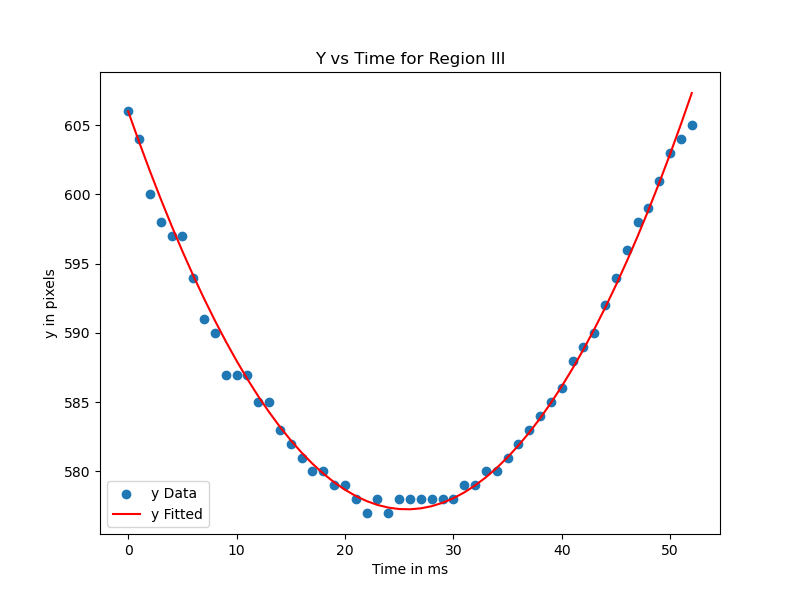 Y vs Time for Region III
605
600
595
590
585
580
y in pixels
y Data
y Fitted
0 10 20 30 40 50
Time in ms